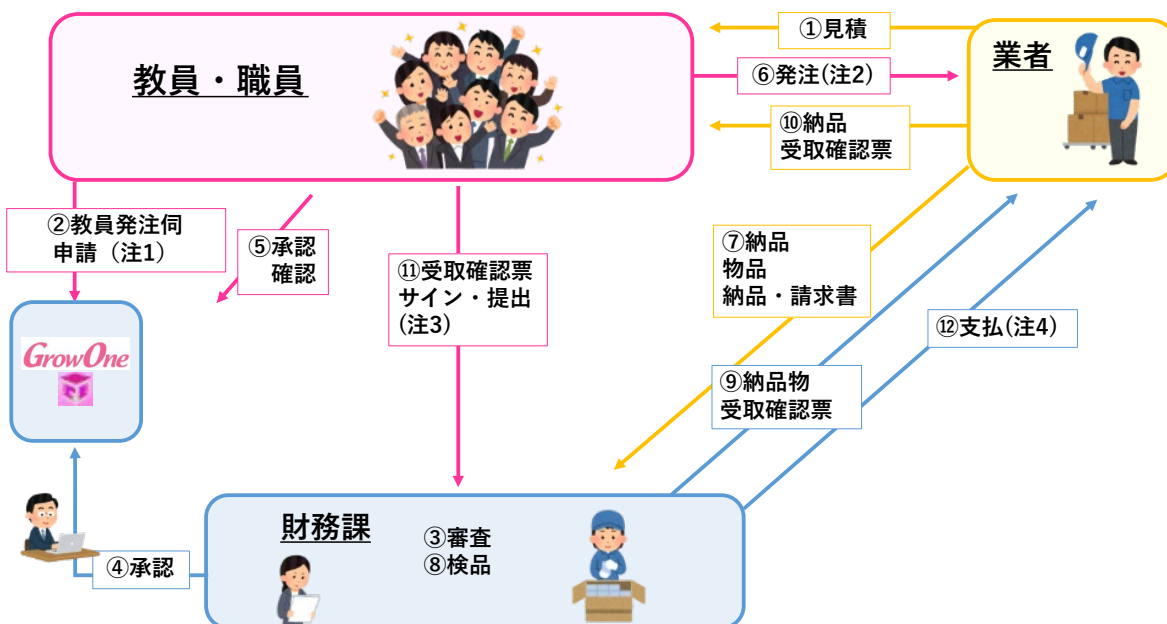 教員・職員
①見積
業者
⑥発注(注2)
⑩納品
受取確認票
②教員発注伺
申請（注1）
⑤承認
確認
⑪受取確認票
サイン・提出
(注3)
⑦納品
物品
納品・請求書
⑫支払(注4）
GrowOne
⑨納品物
受取確認票
財務課
③審査
⑧検品
④承認